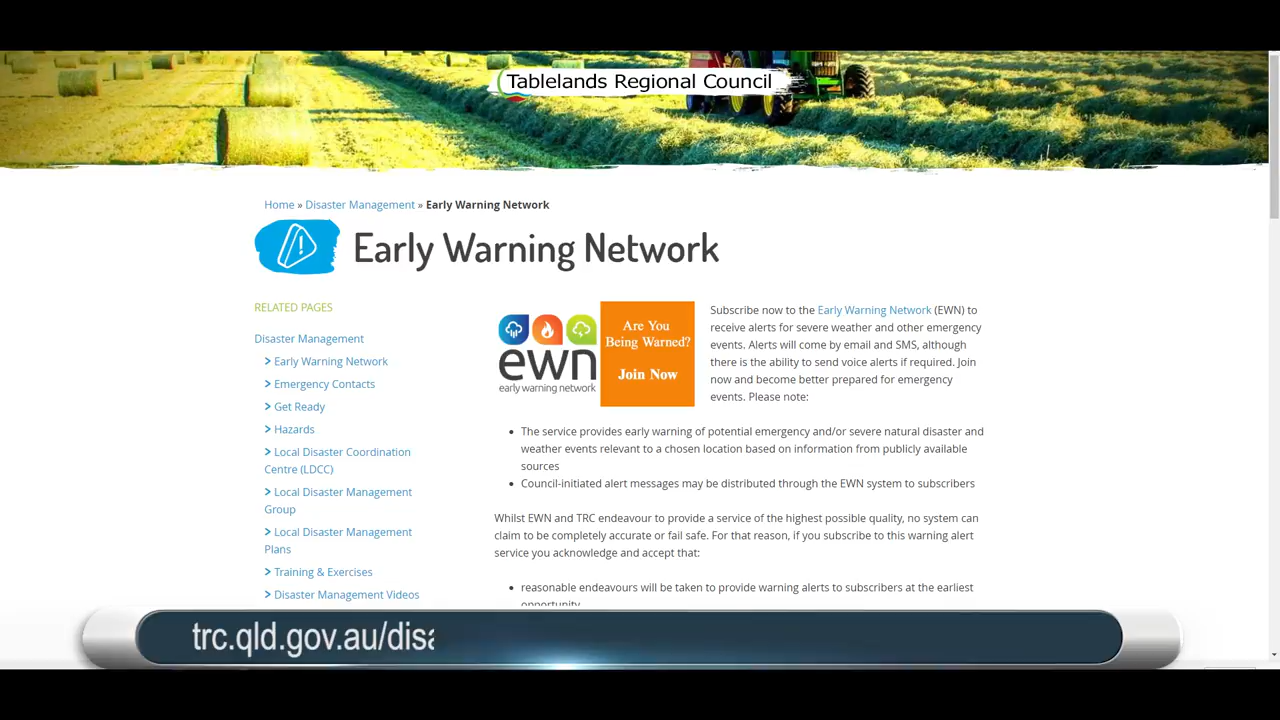 Tablelands Regional Council
Home » Disaster Management » Early Warning Network
Early Warning Network
RELATED PAGES
Disaster Management
> Early Warning Network
> Emergency Contacts
> Get Ready
> Hazards
> Local Disaster Coordination
Centre (LDCC)
> Local Disaster Management
Group
> Local Disaster Management
Plans
> Training & Exercises
> Disaster Management Videos
ewn
early warning network
Are You
Being Warned?
Join Now
Subscribe now to the Early Warning Network (EWN) to
receive alerts for severe weather and other emergency
events. Alerts will come by email and SMS, although
there is the ability to send voice alerts if required. Join
now and become better prepared for emergency
events. Please note:
• The service provides early warning of potential emergency and/or severe natural disaster and
weather events relevant to a chosen location based on information from publicly available
sources
• Council-initiated alert messages may be distributed through the EWN system to subscribers
Whilst EWN and TRC endeavour to provide a service of the highest possible quality, no system can
claim to be completely accurate or fail safe. For that reason, if you subscribe to this warning alert
service you acknowledge and accept that:
• reasonable endeavours will be taken to provide warning alerts to subscribers at the earliest
opportunity
trc.qld.gov.au/disa